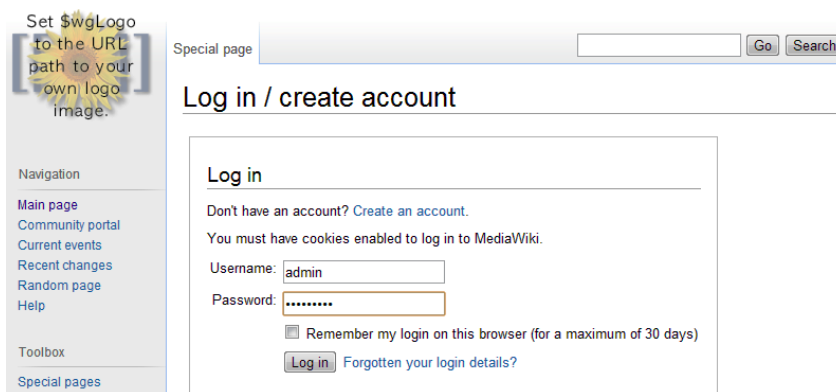 Set $wgLogo
to the URL
path to your
own logo
image.
Navigation
Main page
Community portal
Current events
Recent changes
Random page
Help
Toolbox
Special pages
Special page
Go Search
Log in / create account
Log in
Don't have an account? Create an account.
You must have cookies enabled to log in to MediaWiki.
Username: admin
Password: •••••••••
Remember my login on this browser (for a maximum of 30 days)
Log in Forgotten your login details?